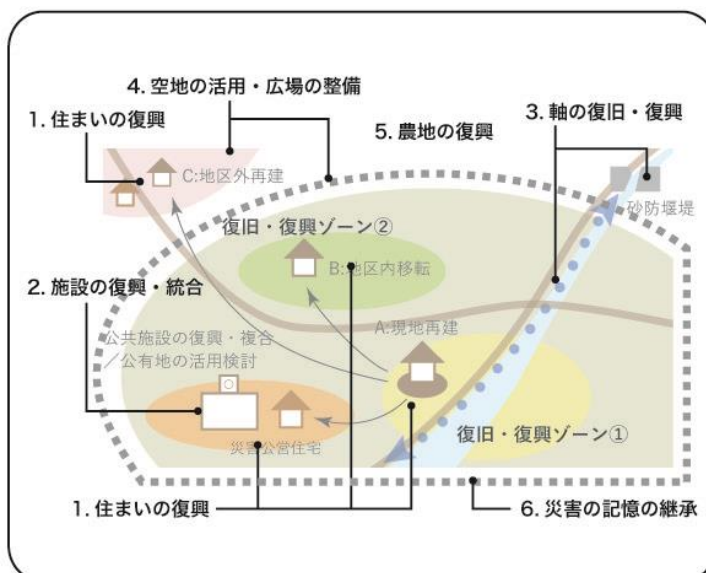 4. 空地の活用・広場の整備
1. 住まいの復興
5. 農地の復興
3. 軸の復旧・復興
C:地区外再建
砂防堰堤
復旧・復興ゾーン②
B:地区内移転
2. 施設の復興・統合
A:現地再建
公共施設の復興・複合
／公有地の活用検討
復旧・復興ゾーン①
災害公営住宅
1. 住まいの復興
6. 災害の記憶の継承